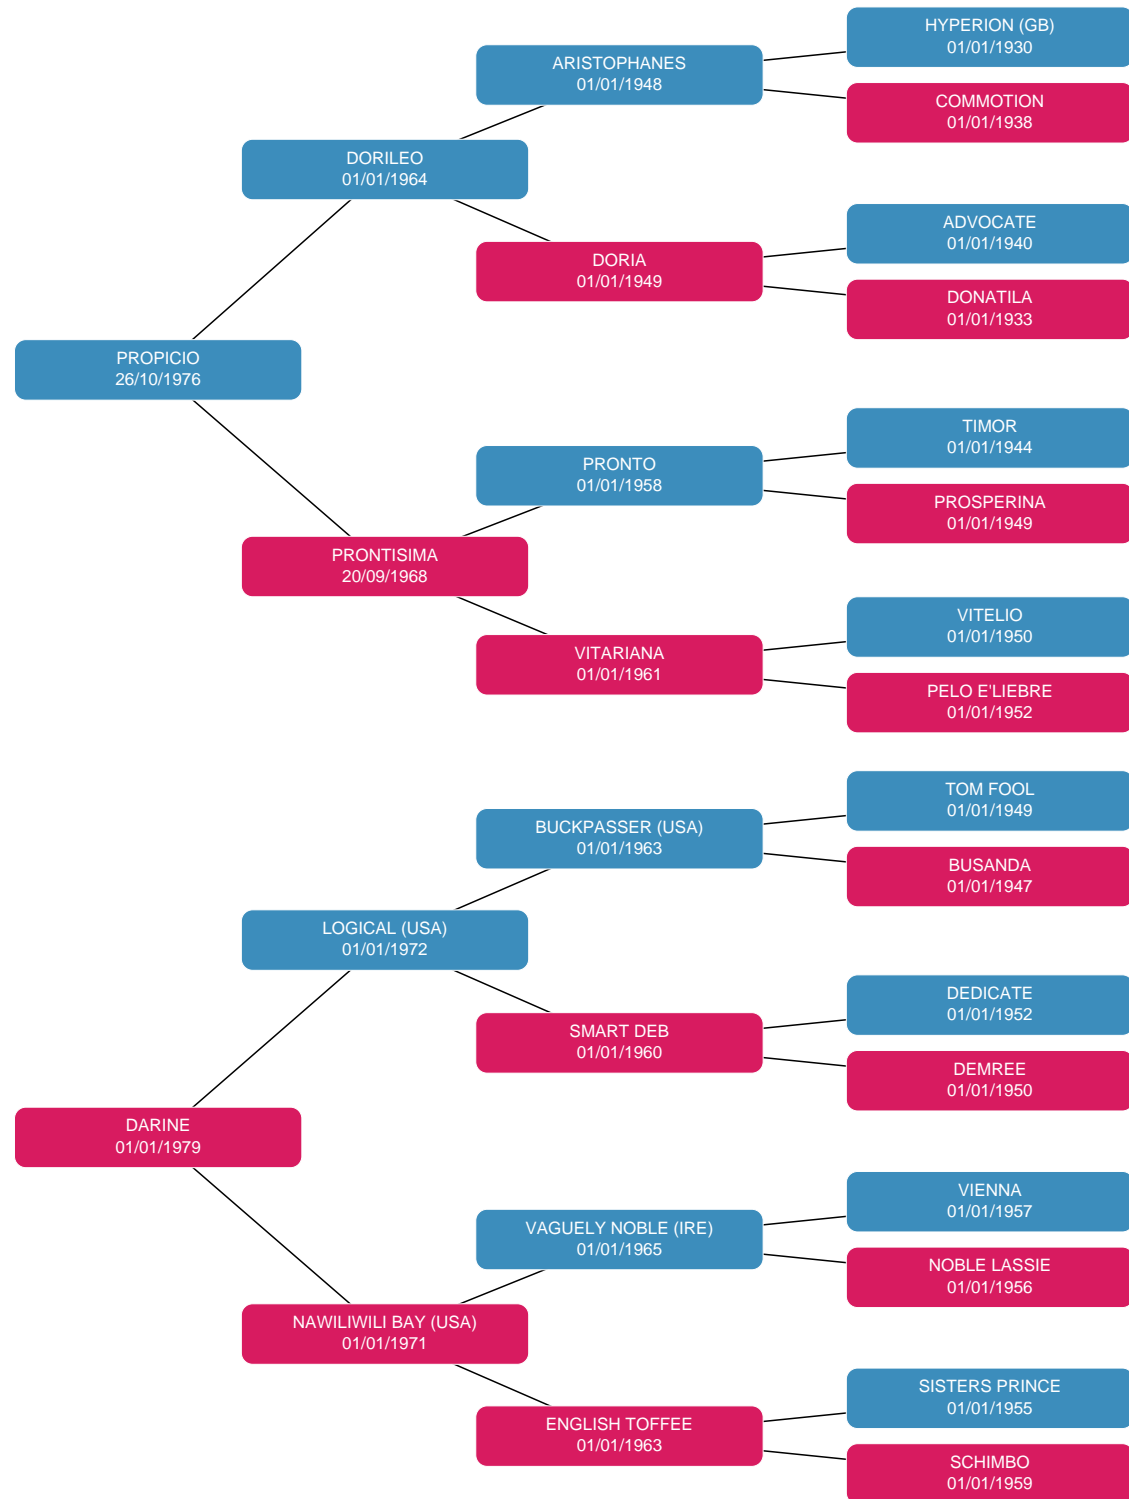 HYPERION (GB)
01/01/1930
ARISTOPHANES
01/01/1948
COMMOTION
01/01/1938
DORILEO
01/01/1964
ADVOCATE
01/01/1940
DORIA
01/01/1949
DONATILA
01/01/1933
PROPICIO
26/10/1976
TIMOR
01/01/1944
PRONTO
01/01/1958
PROSPERINA
01/01/1949
PRONTISIMA
20/09/1968
VITELIO
01/01/1950
VITARIANA
01/01/1961
PELO E'LIEBRE
01/01/1952
TOM FOOL
01/01/1949
BUCKPASSER (USA)
01/01/1963
BUSANDA
01/01/1947
LOGICAL (USA)
01/01/1972
DEDICATE
01/01/1952
SMART DEB
01/01/1960
DEMREE
01/01/1950
DARINE
01/01/1979
VIENNA
01/01/1957
VAGUELY NOBLE (IRE)
01/01/1965
NOBLE LASSIE
01/01/1956
NAWILIWILI BAY (USA)
01/01/1971
SISTERS PRINCE
01/01/1955
ENGLISH TOFFEE
01/01/1963
SCHIMBO
01/01/1959